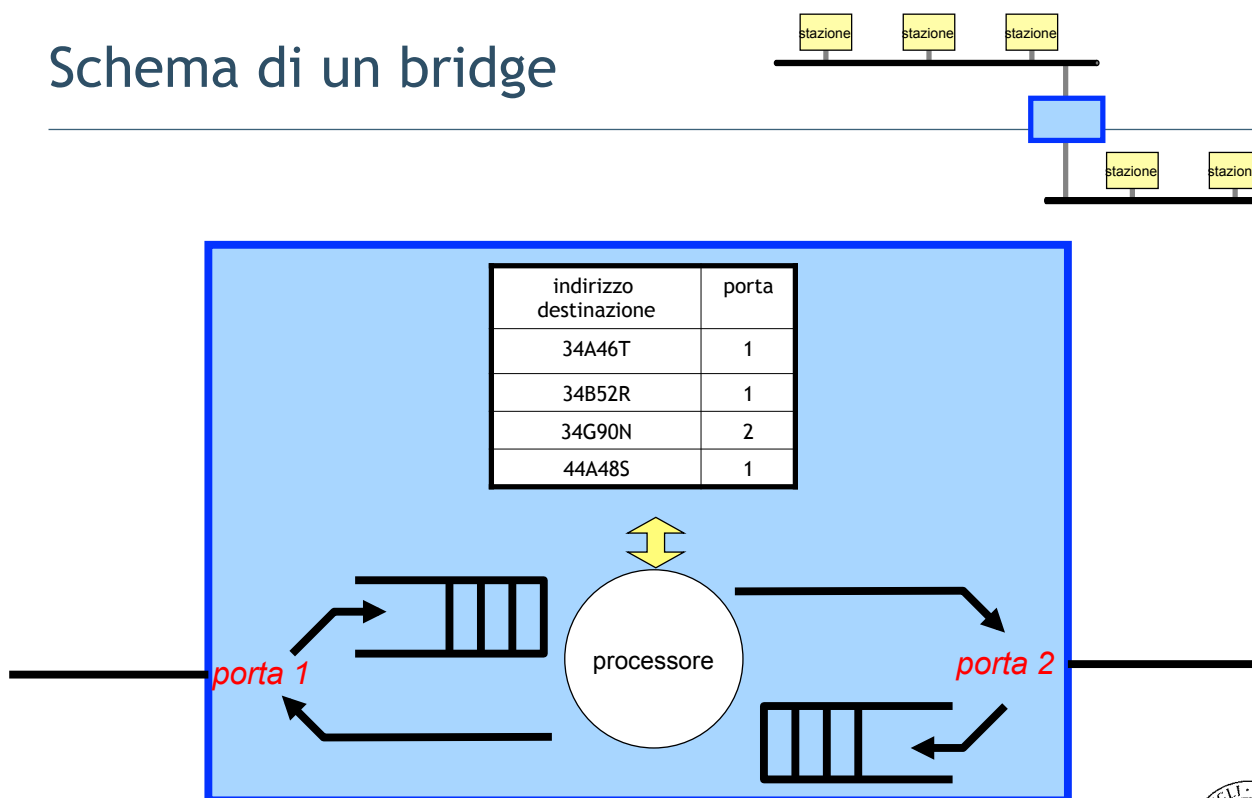 Schema di un bridge
stazione
stazione
stazione
stazione
stazion
indirizzo destinazione porta
34A46T 1
34B52R 1
34G90N 2
44A48S 1
processore
porta 1
porta 2